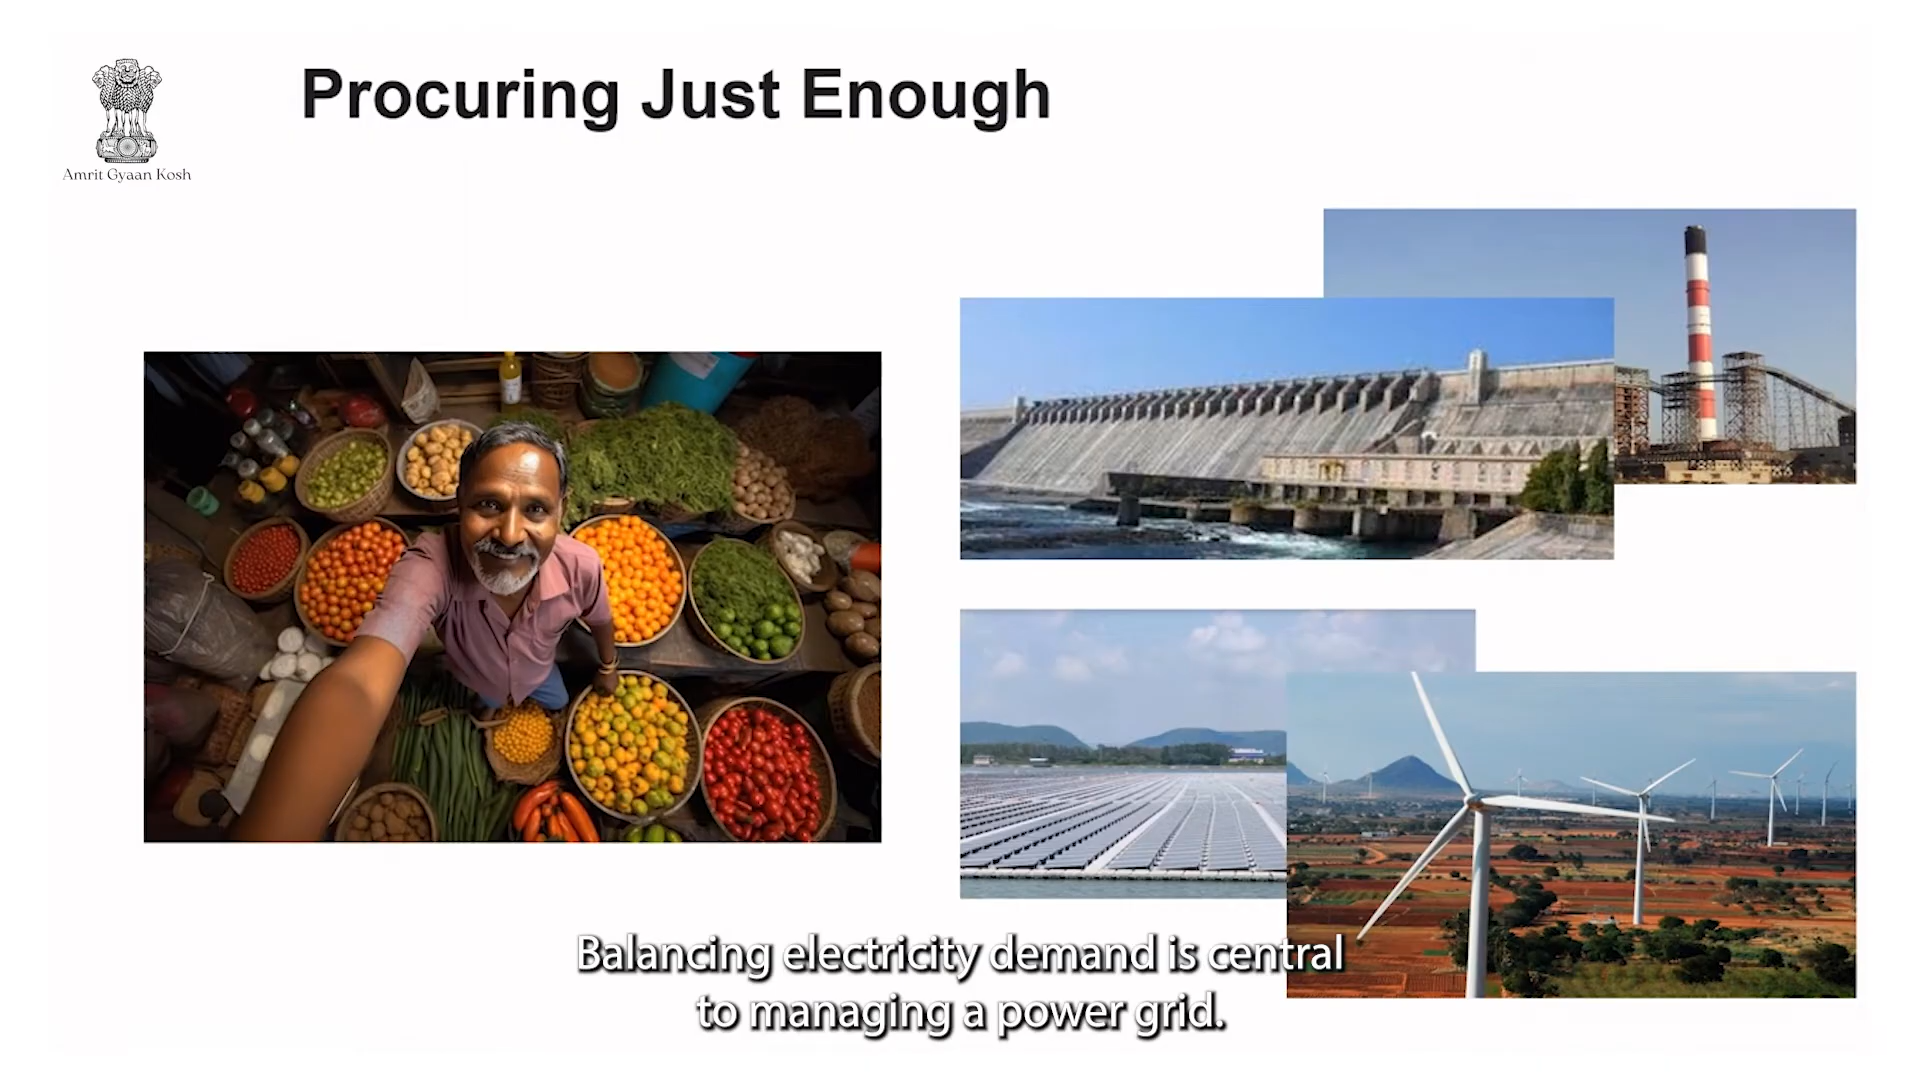 Procuring Just Enough
Amrit Gyaan Kosh
Balancing electricity demand is central
to managing a power grid.